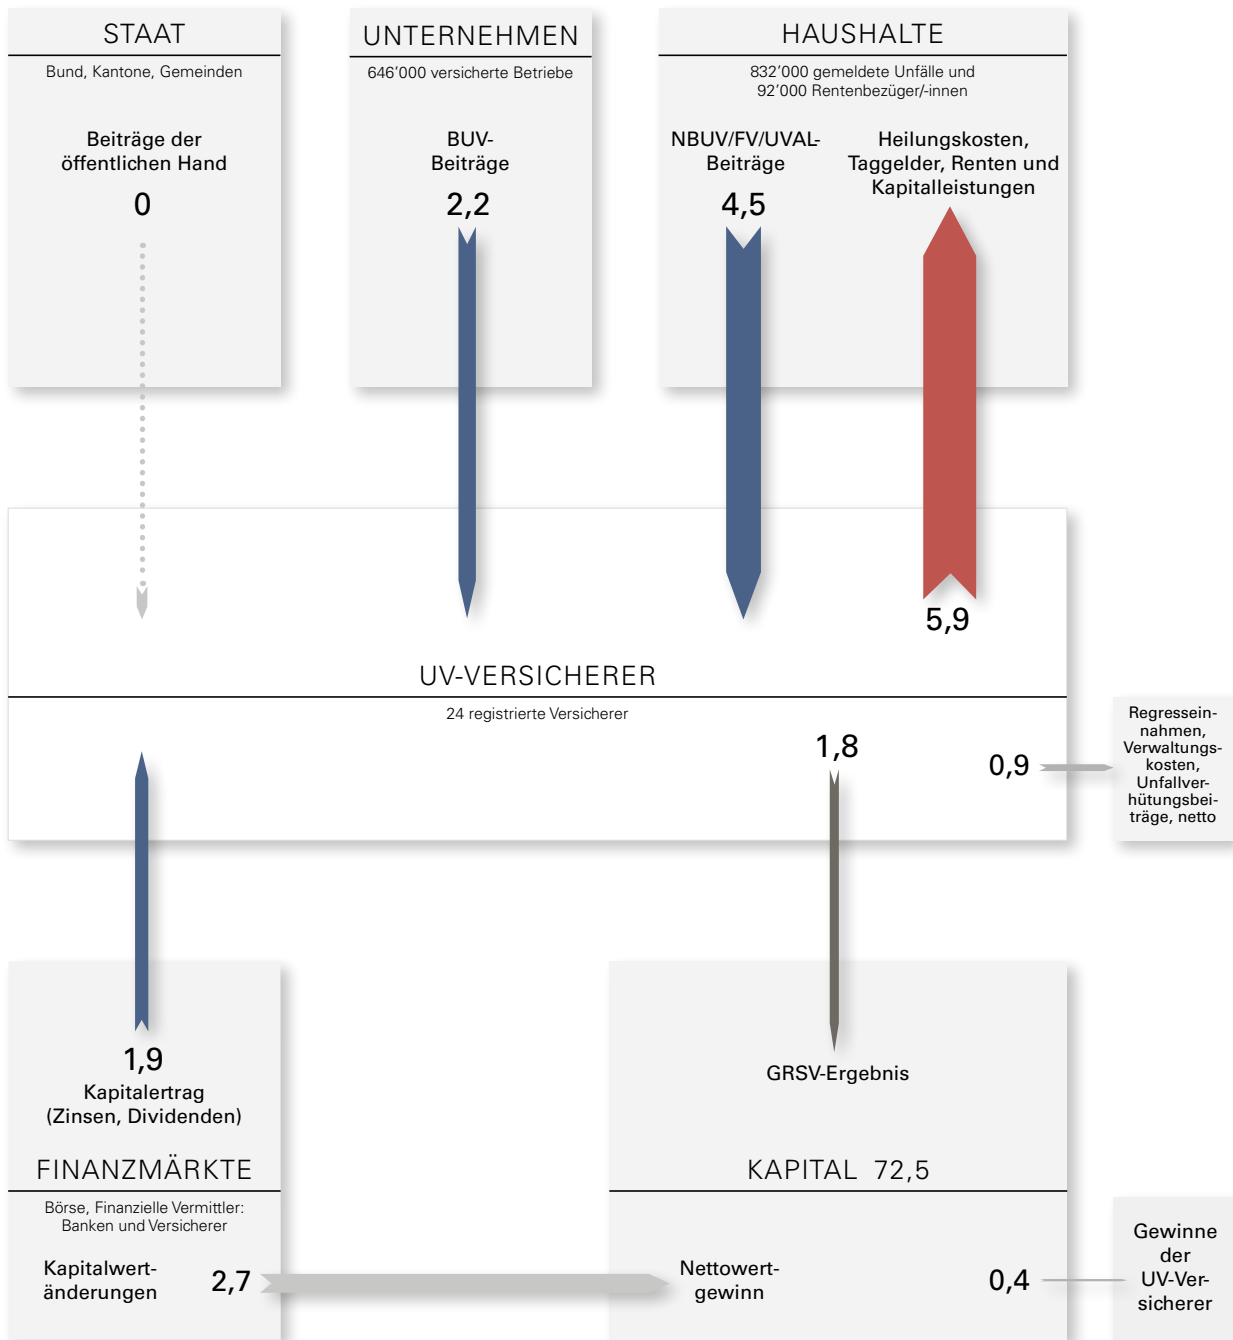 STAAT
Bund, Kantone, Gemeinden
Beiträge der
öffentlichen Hand
0
UNTERNEHMEN
646’000 versicherte Betriebe
BUV-
Beiträge
2,2
HAUSHALTE
832’000 gemeldete Unfälle und
92’000 Rentenbezüger/-innen
NBUV/FV/UVAL-
Beiträge
4,5
Heilungskosten,
Taggelder, Renten und
Kapitalleistungen
5,9
UV-VERSICHERER
24 registrierte Versicherer
1,8
0,9
Regressein-
nahmen,
Verwaltungs-
kosten,
Unfallver-
hütungsbei-
träge, netto
1,9
Kapitalertrag
(Zinsen, Dividenden)
FINANZMÄRKTE
Börse, Finanzielle Vermittler:
Banken und Versicherer
Kapitalwert-
änderungen
2,7
GRSV-Ergebnis
KAPITAL 72,5
Nettowert-
gewinn
0,4
Gewinne
der
UV-Ver-
sicherer